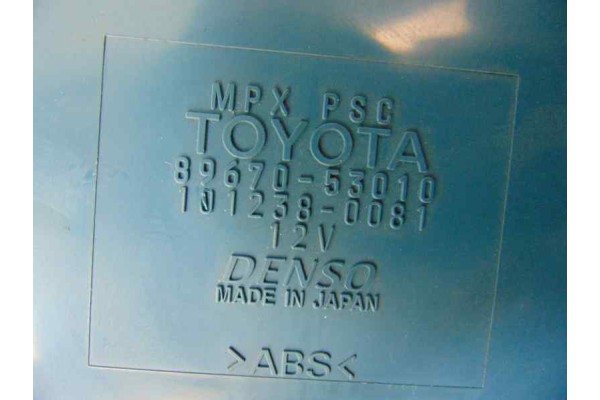 MPX PSC
TOYOTA
89670-53010
101238-0081
12V
DENSO
MADE IN JAPAN
>ABS<